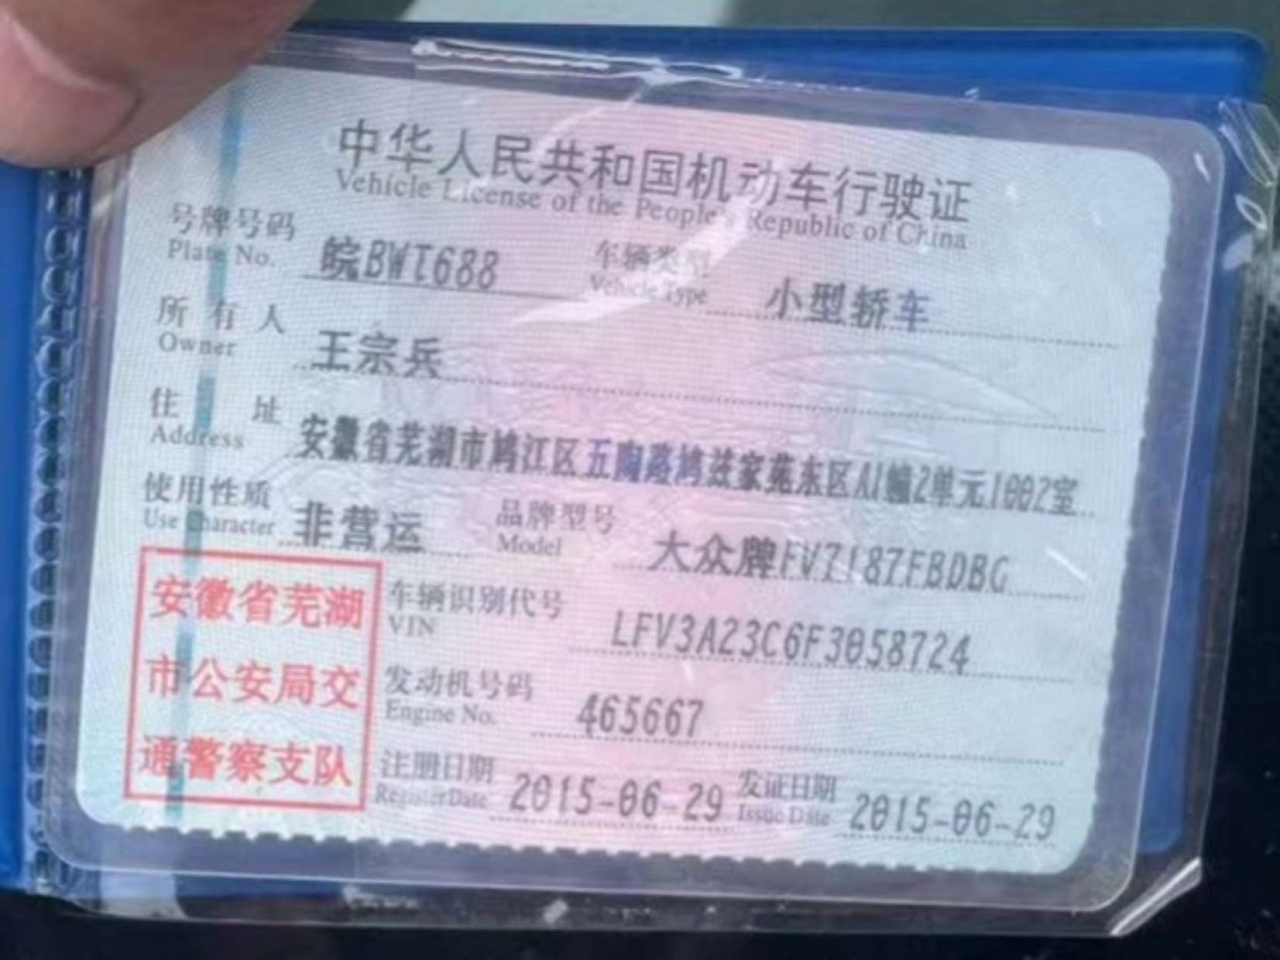 中华人民共和国机动车行驶证
Vehicle License of the People's Republic of China
号牌号码 皖BWT688 车辆类型 小型轿车
Plate No. Vehicle Type
所有人 王宗兵
Owner
住址 安徽省芜湖市鸠江区五陶路鸠兹家苑东区A1幢2单元1002室
Address
使用性质 非营运 品牌型号 大众牌FV7187FBDBG
Use Character Model
安徽省芜湖
市公安局交
通警察支队
车辆识别代号 LFV3A23C6F3058724
VIN
发动机号码 465667
Engine No.
注册日期 2015-06-29 发证日期 2015-06-29
Register Date Issue Date